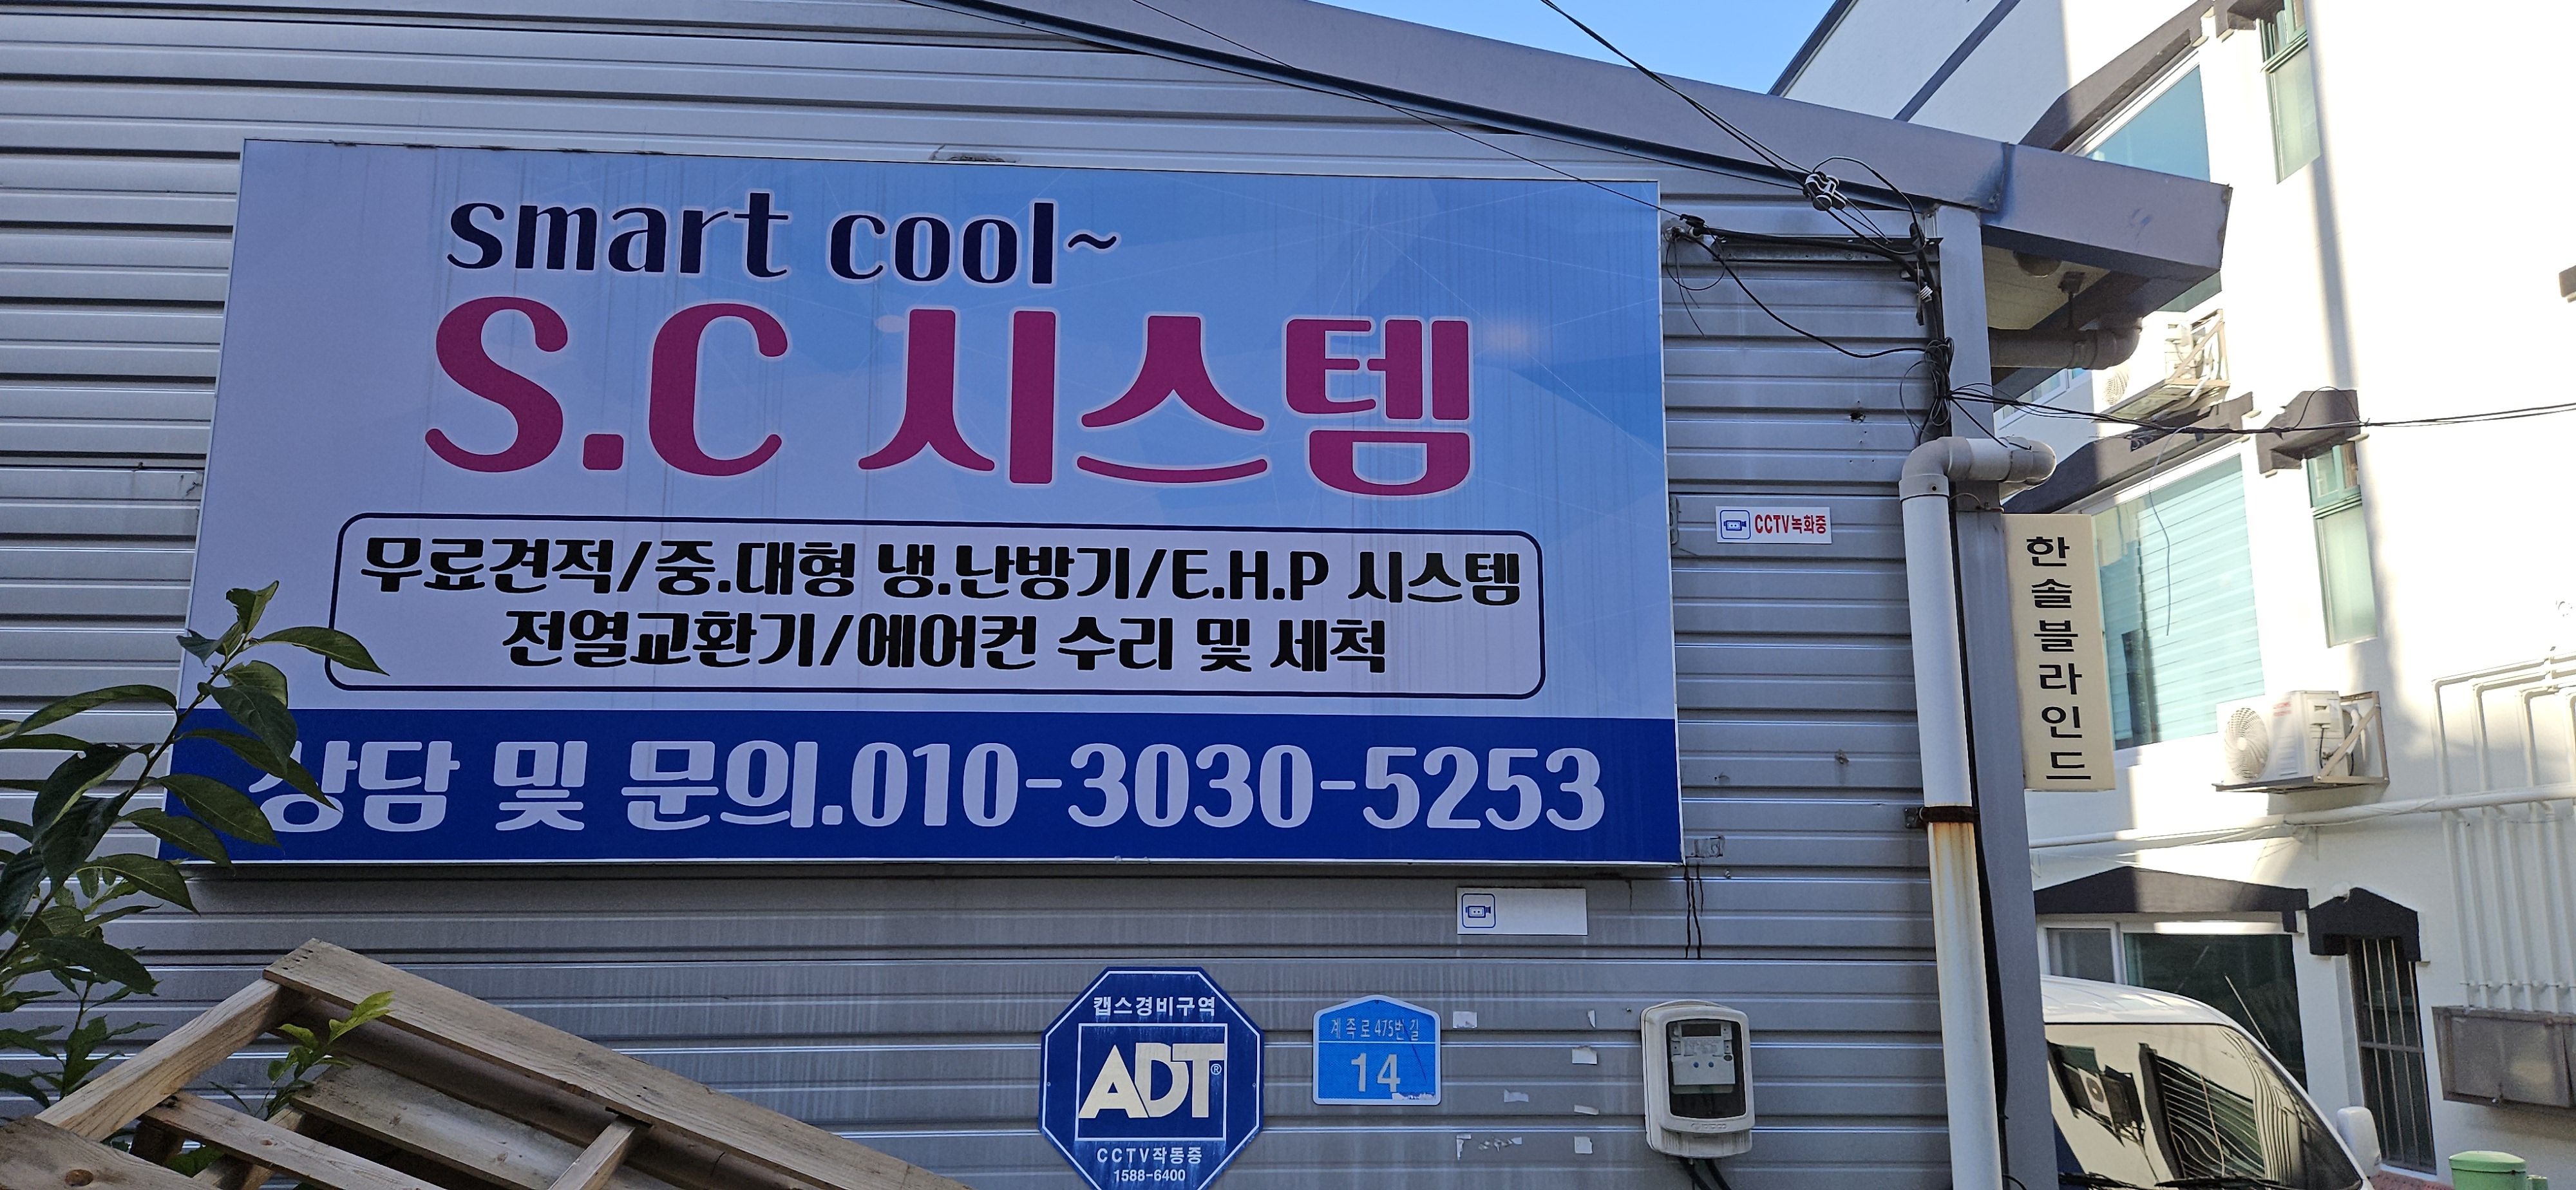 smart cool~
S.C 시스템
무료견적/중.대형 냉.난방기/E.H.P 시스템
전열교환기/에어컨 수리 및 세척
상담 및 문의.010-3030-5253
CCTV녹화중
한솔블라인드
캡스경비구역
ADT®
CCTV작동중
1588-6400
계족로475번길
14